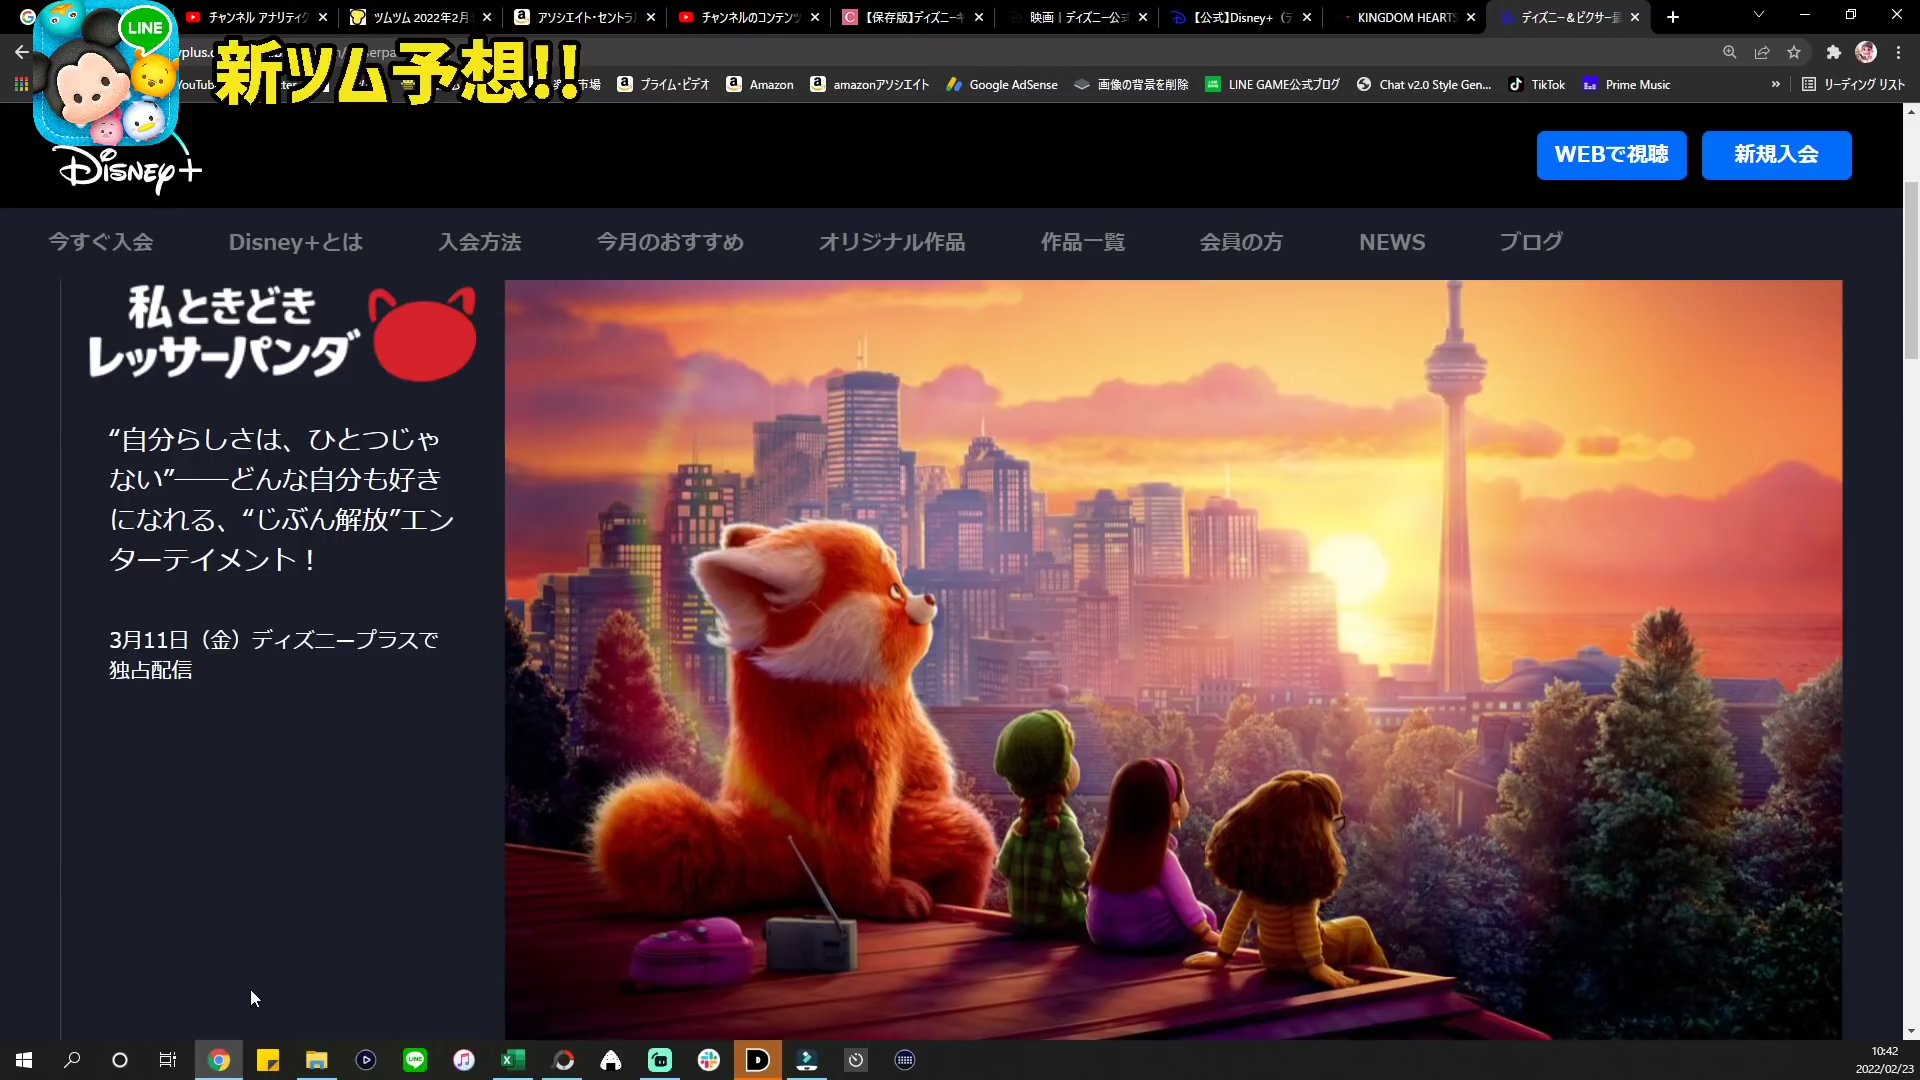 チャンネル アナリティク
ツムツム 2022年2月
アソシエイト・セントラル
チャンネルのコンテンツ
【保存版】ディズニーキ
映画 | ディズニー公式
【公式】Disney+（デ
KINGDOM HEARTS
ディズニー&ピクサー最
LINE
新ツム予想!!
プライム・ビデオ
Amazon
amazonアソシエイト
Google AdSense
画像の背景を削除
LINE GAME公式ブログ
Chat v2.0 Style Gen...
TikTok
Prime Music
»
リーディング リスト
Disney+
WEBで視聴
新規入会
今すぐ入会
Disney+とは
入会方法
今月のおすすめ
オリジナル作品
作品一覧
会員の方
NEWS
ブログ
私ときどき
レッサーパンダ
“自分らしさは、ひとつじゃ
ない”――どんな自分も好き
になれる、“じぶん解放”エン
ターテイメント！
3月11日（金）ディズニープラスで
独占配信
10:42
2022/02/23